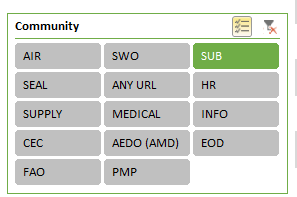 Community
AIR SWO SUB
SEAL ANY URL HR
SUPPLY MEDICAL INFO
CEC AEDO (AMD) EOD
FAO PMP